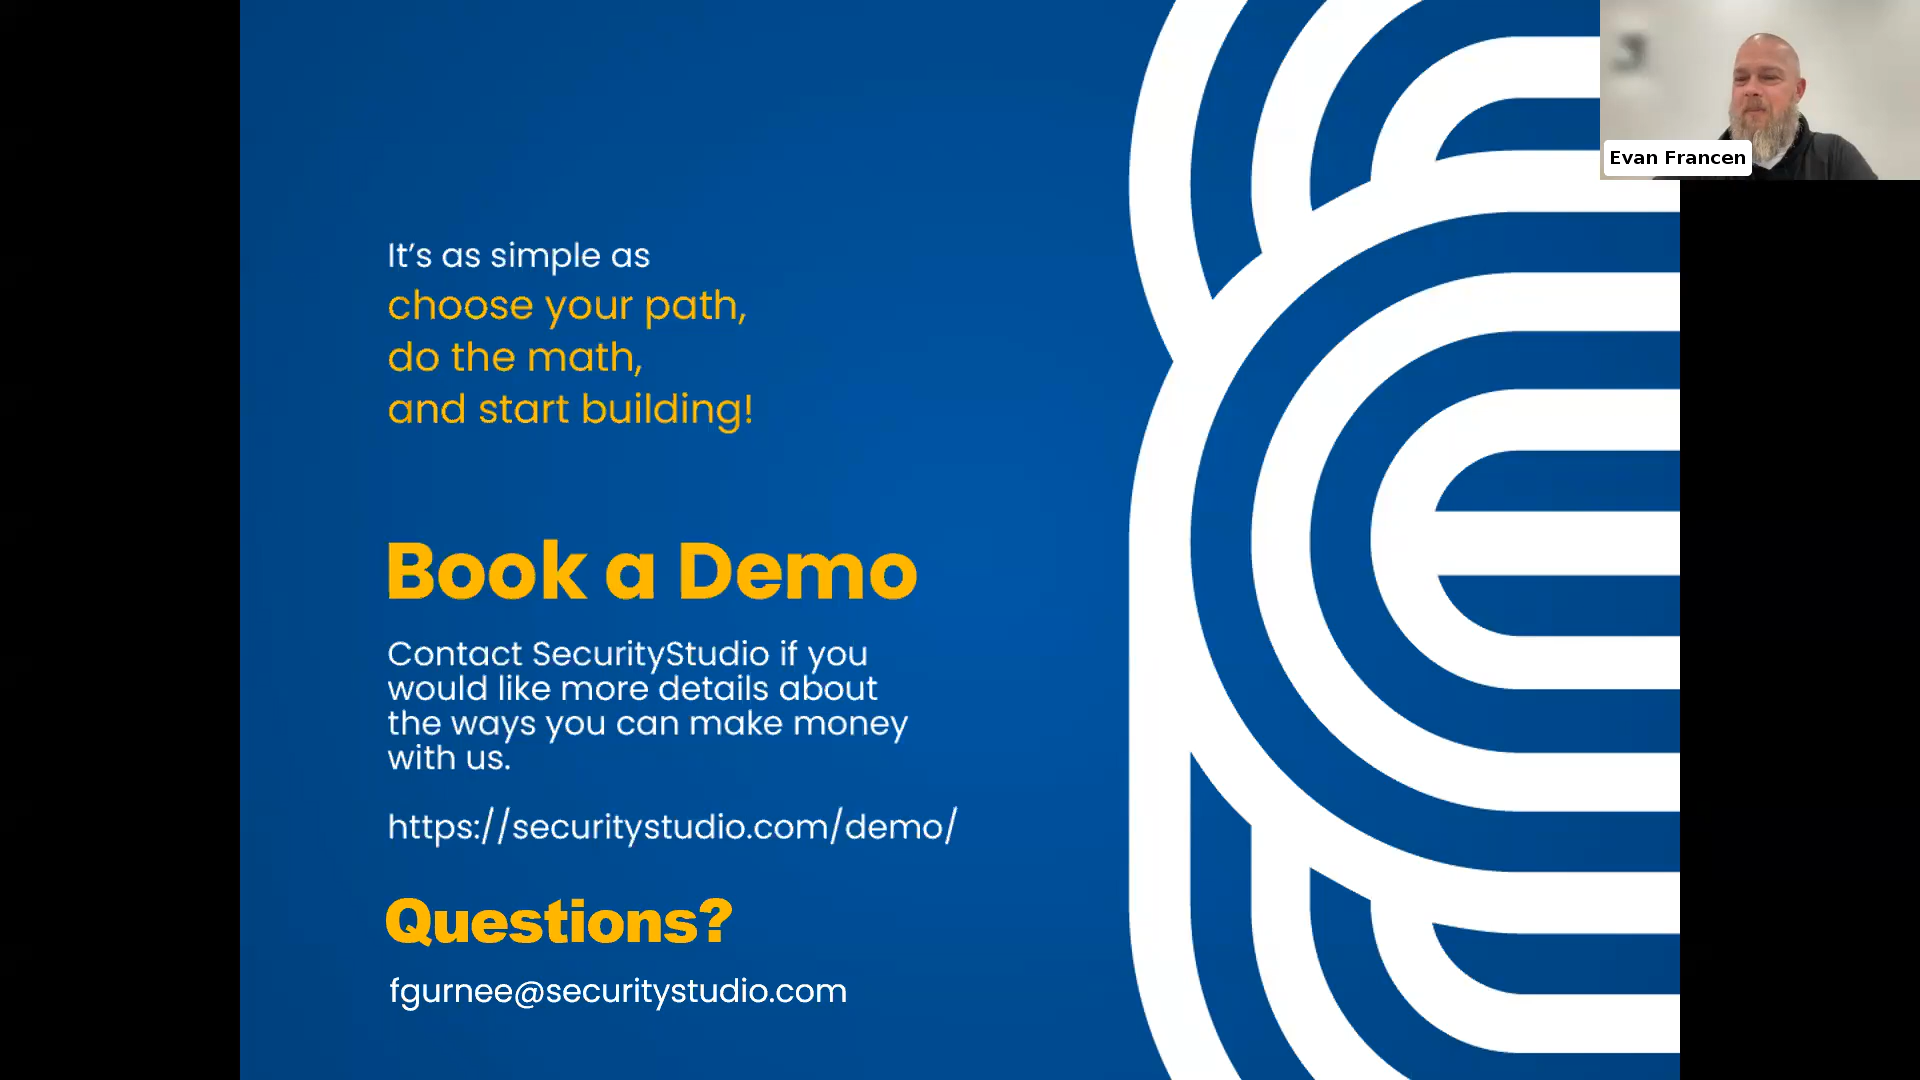 It's as simple as
choose your path,
do the math,
and start building!
Book a Demo
Contact SecurityStudio if you
would like more details about
the ways you can make money
with us.
https://securitystudio.com/demo/
Questions?
fgurnee@securitystudio.com
Evan Francen